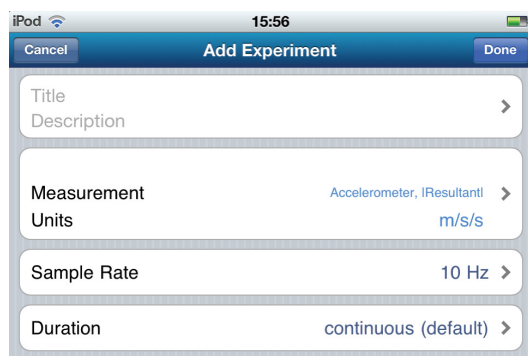 iPod 15:56
Cancel Add Experiment Done
Title
Description
Measurement Accelerometer, |Resultant|
Units m/s/s
Sample Rate 10 Hz
Duration continuous (default)